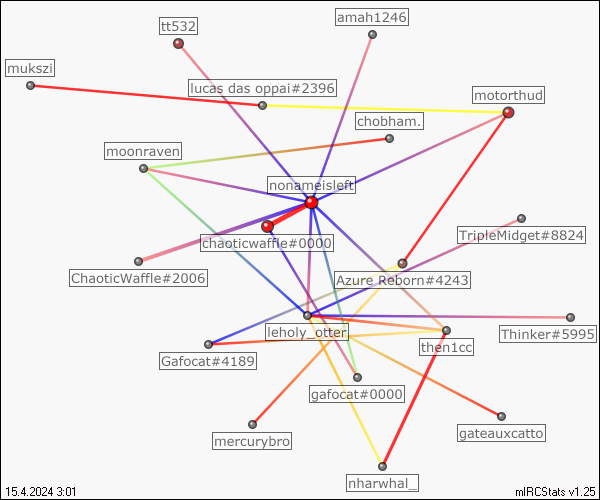 amah1246
tt532
mukszi
lucas das oppai#2396
motorthud
chobham.
moonraven
nonameisleft
chaoticwaffle#0000
TripleMidget#8824
ChaoticWaffle#2006
Azure Reborn#4243
leholy_otter
Thinker#5995
then1cc
Gafocat#4189
gafocat#0000
gateauxcatto
mercurybro
nharwhal_
15.4.2024 3:01
mIRCStats v1.25